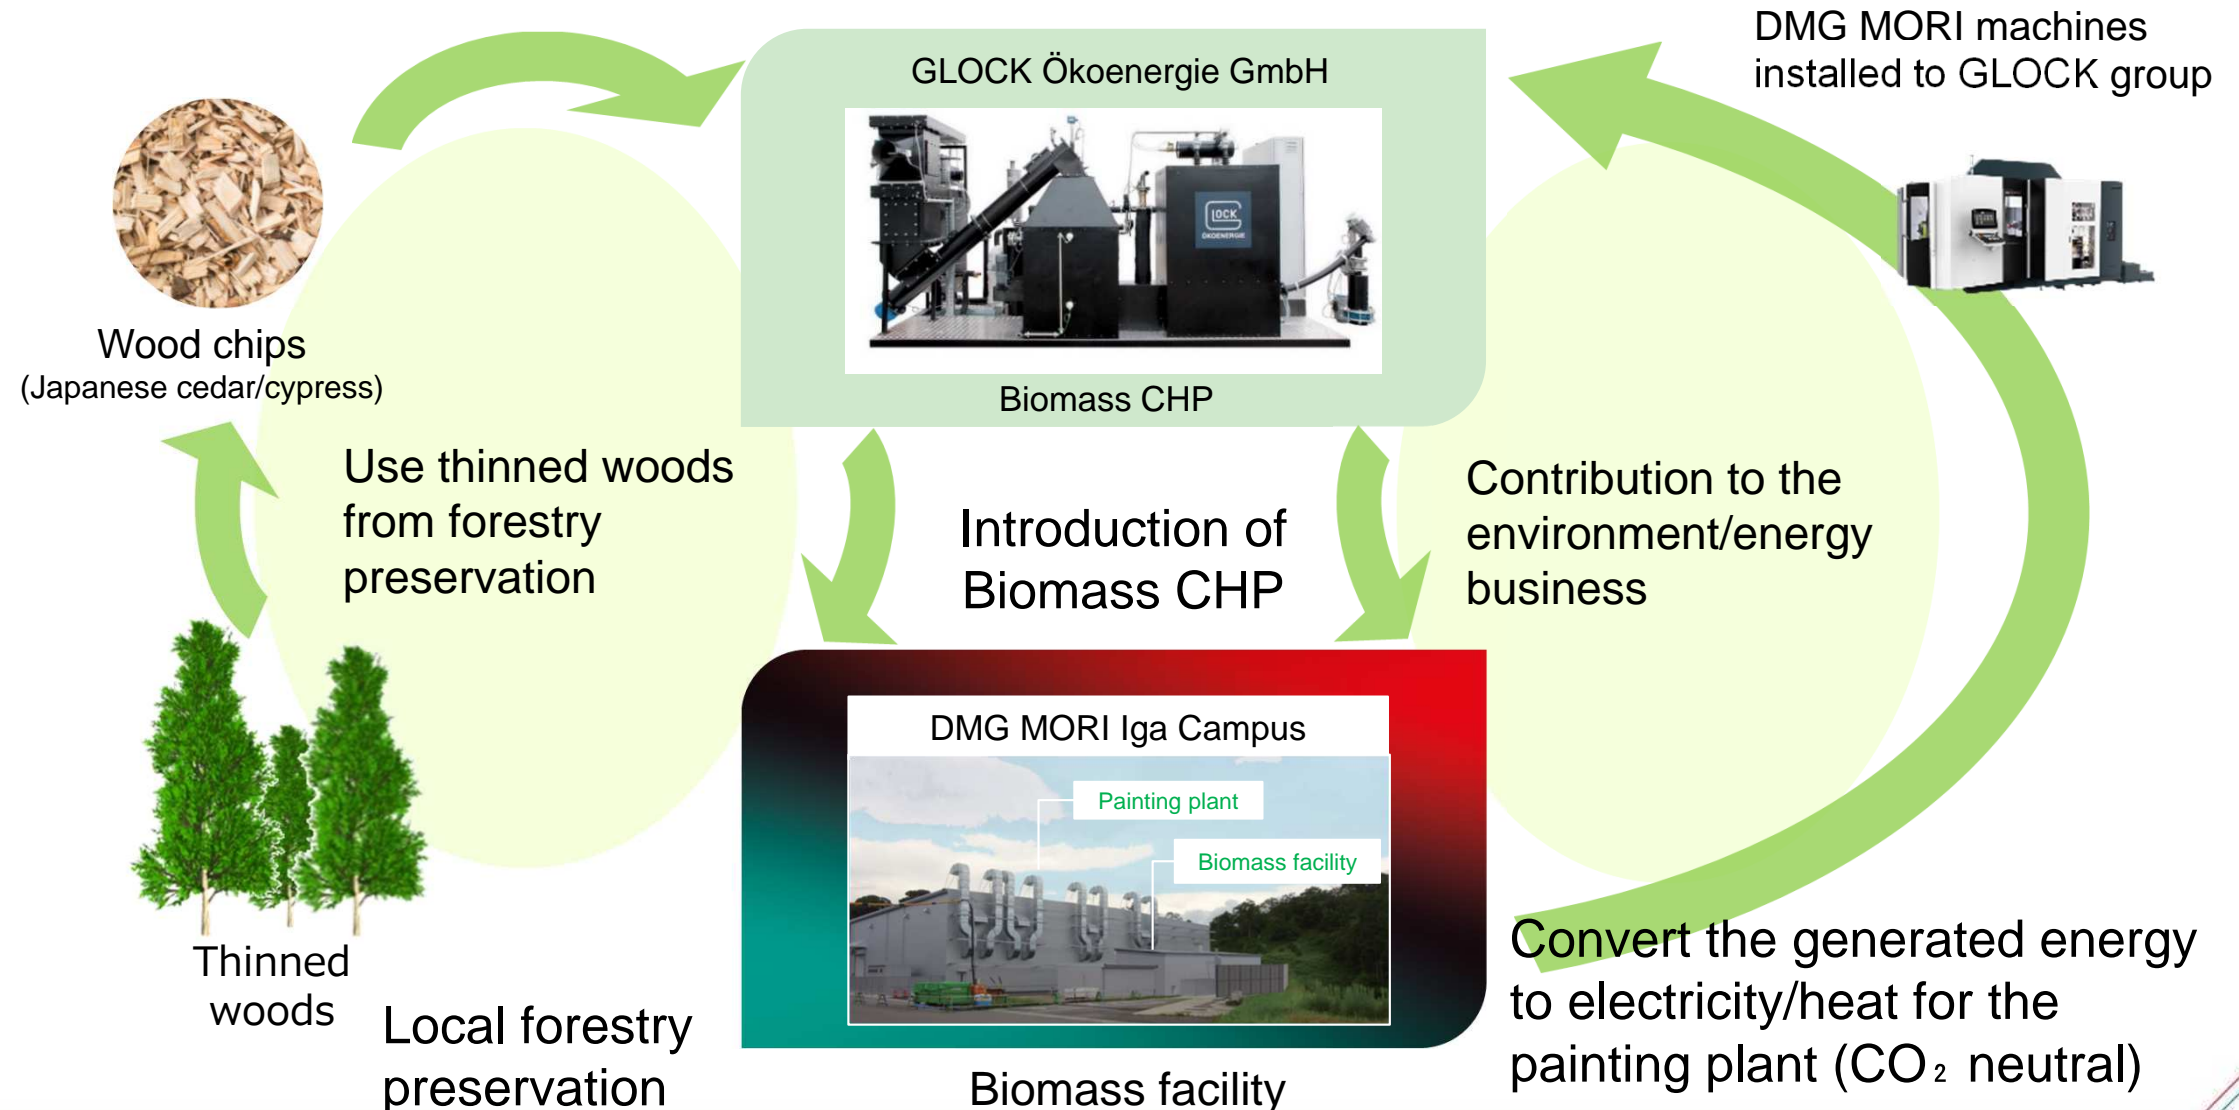 DMG MORI machines
installed to GLOCK group
GLOCK Ökoenergie GmbH
GLOCK
ÖKOENERGIE
Biomass CHP
Wood chips
(Japanese cedar/cypress)
Use thinned woods
from forestry
preservation
Introduction of
Biomass CHP
Contribution to the
environment/energy
business
DMG MORI Iga Campus
Painting plant
Biomass facility
Thinned
woods
Local forestry
preservation
Biomass facility
Convert the generated energy
to electricity/heat for the
painting plant (CO₂ neutral)